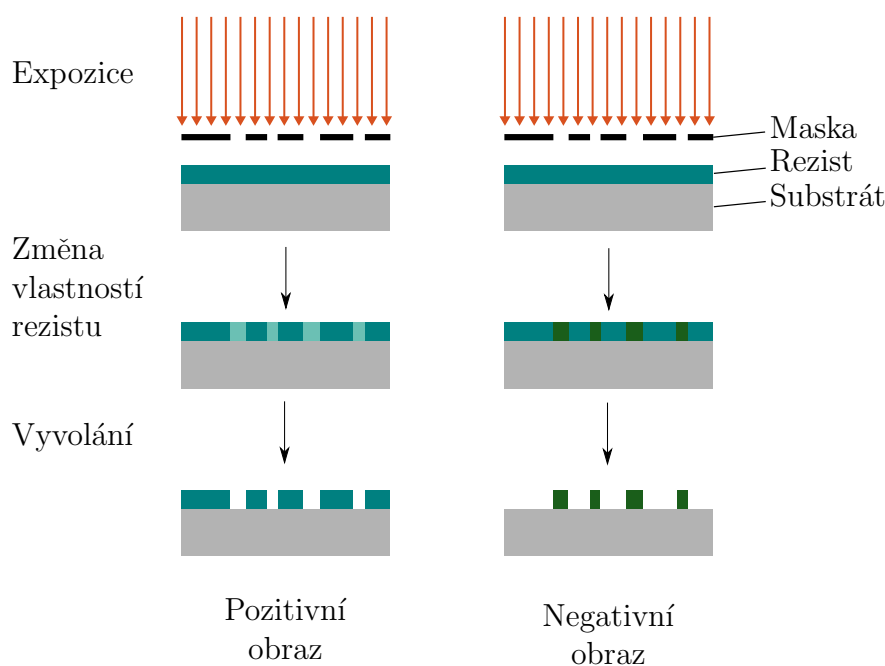 Expozice
Maska
Rezist
Substrát
Změna
vlastností
rezistu
Vyvolání
Pozitivní
obraz
Negativní
obraz